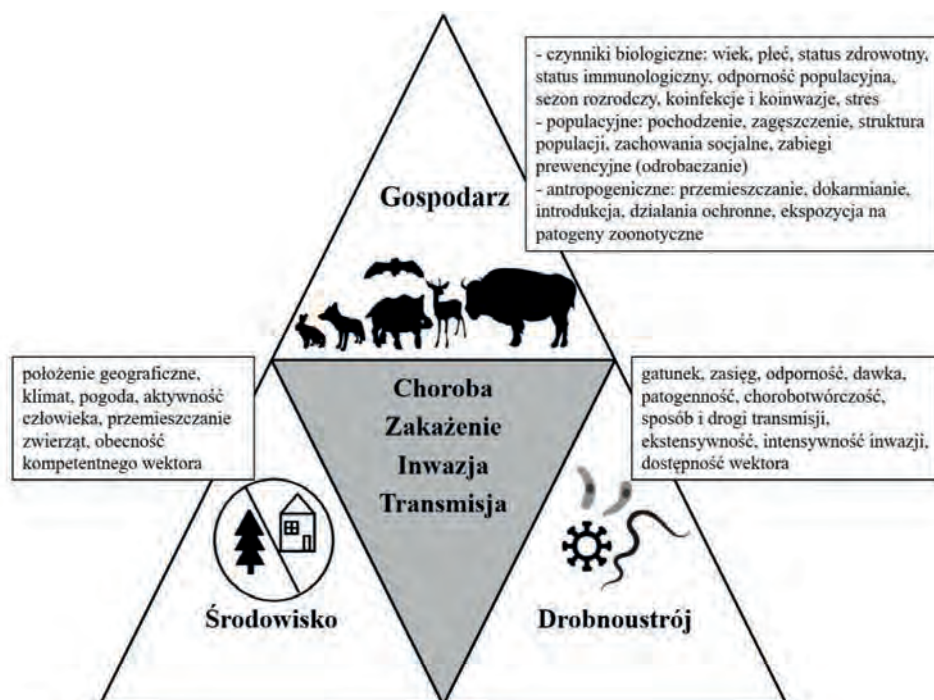 - czynniki biologiczne: wiek, płeć, status zdrowotny,
status immunologiczny, odporność populacyjna,
sezon rozrodczy, koinfekcje i koinwazje, stres
- populacyjne: pochodzenie, zagęszczenie, struktura
populacji, zachowania socjalne, zabiegi
prewencyjne (odrobaczanie)
- antropogeniczne: przemieszczanie, dokarmianie,
introdukcja, działania ochronne, ekspozycja na
patogeny zoonotyczne
Gospodarz
położenie geograficzne,
klimat, pogoda, aktywność
człowieka, przemieszczanie
zwierząt, obecność
kompetentnego wektora
Choroba
Zakażenie
Inwazja
Transmisja
gatunek, zasięg, odporność, dawka,
patogenność, chorobotwórczość,
sposób i drogi transmisji,
ekstensywność, intensywność inwazji,
dostępność wektora
Środowisko
Drobnoustrój